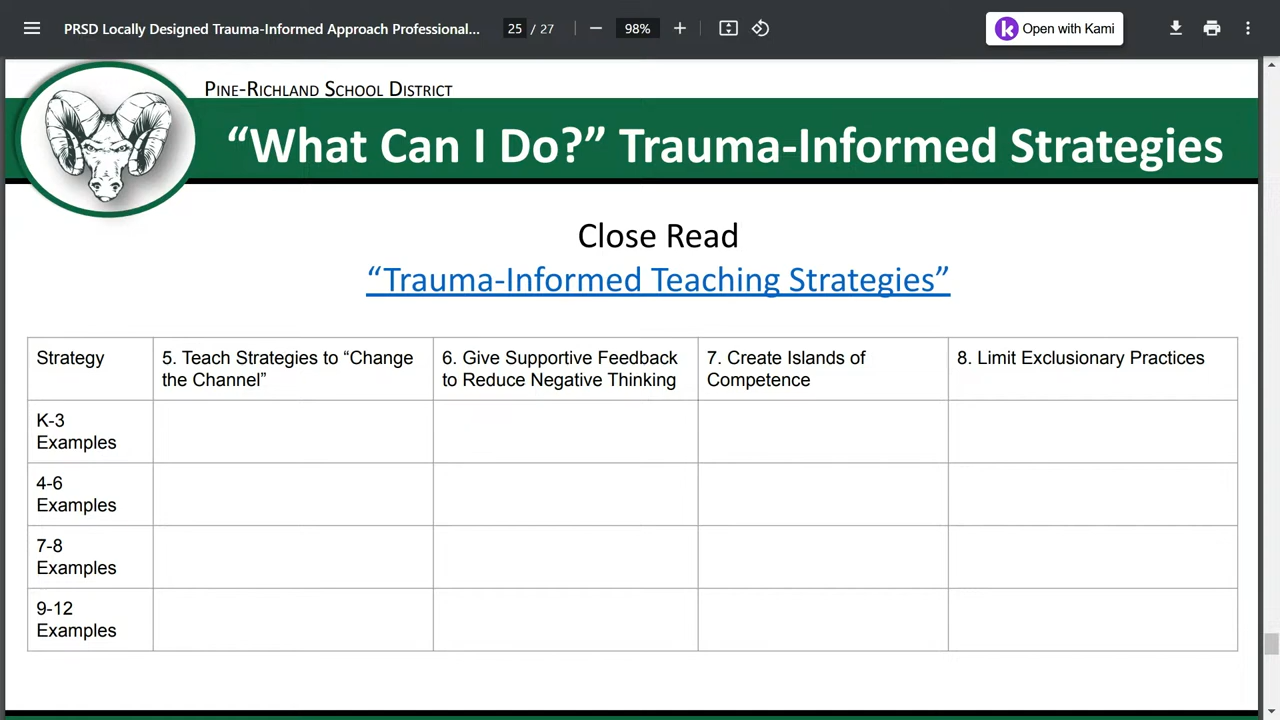 PRSD Locally Designed Trauma-Informed Approach Professional...
25 / 27
98%
Open with Kami
PINE-RICHLAND SCHOOL DISTRICT
“What Can I Do?” Trauma-Informed Strategies
Close Read
“Trauma-Informed Teaching Strategies”
Strategy
5. Teach Strategies to “Change
the Channel”
6. Give Supportive Feedback
to Reduce Negative Thinking
7. Create Islands of
Competence
8. Limit Exclusionary Practices
K-3
Examples
4-6
Examples
7-8
Examples
9-12
Examples